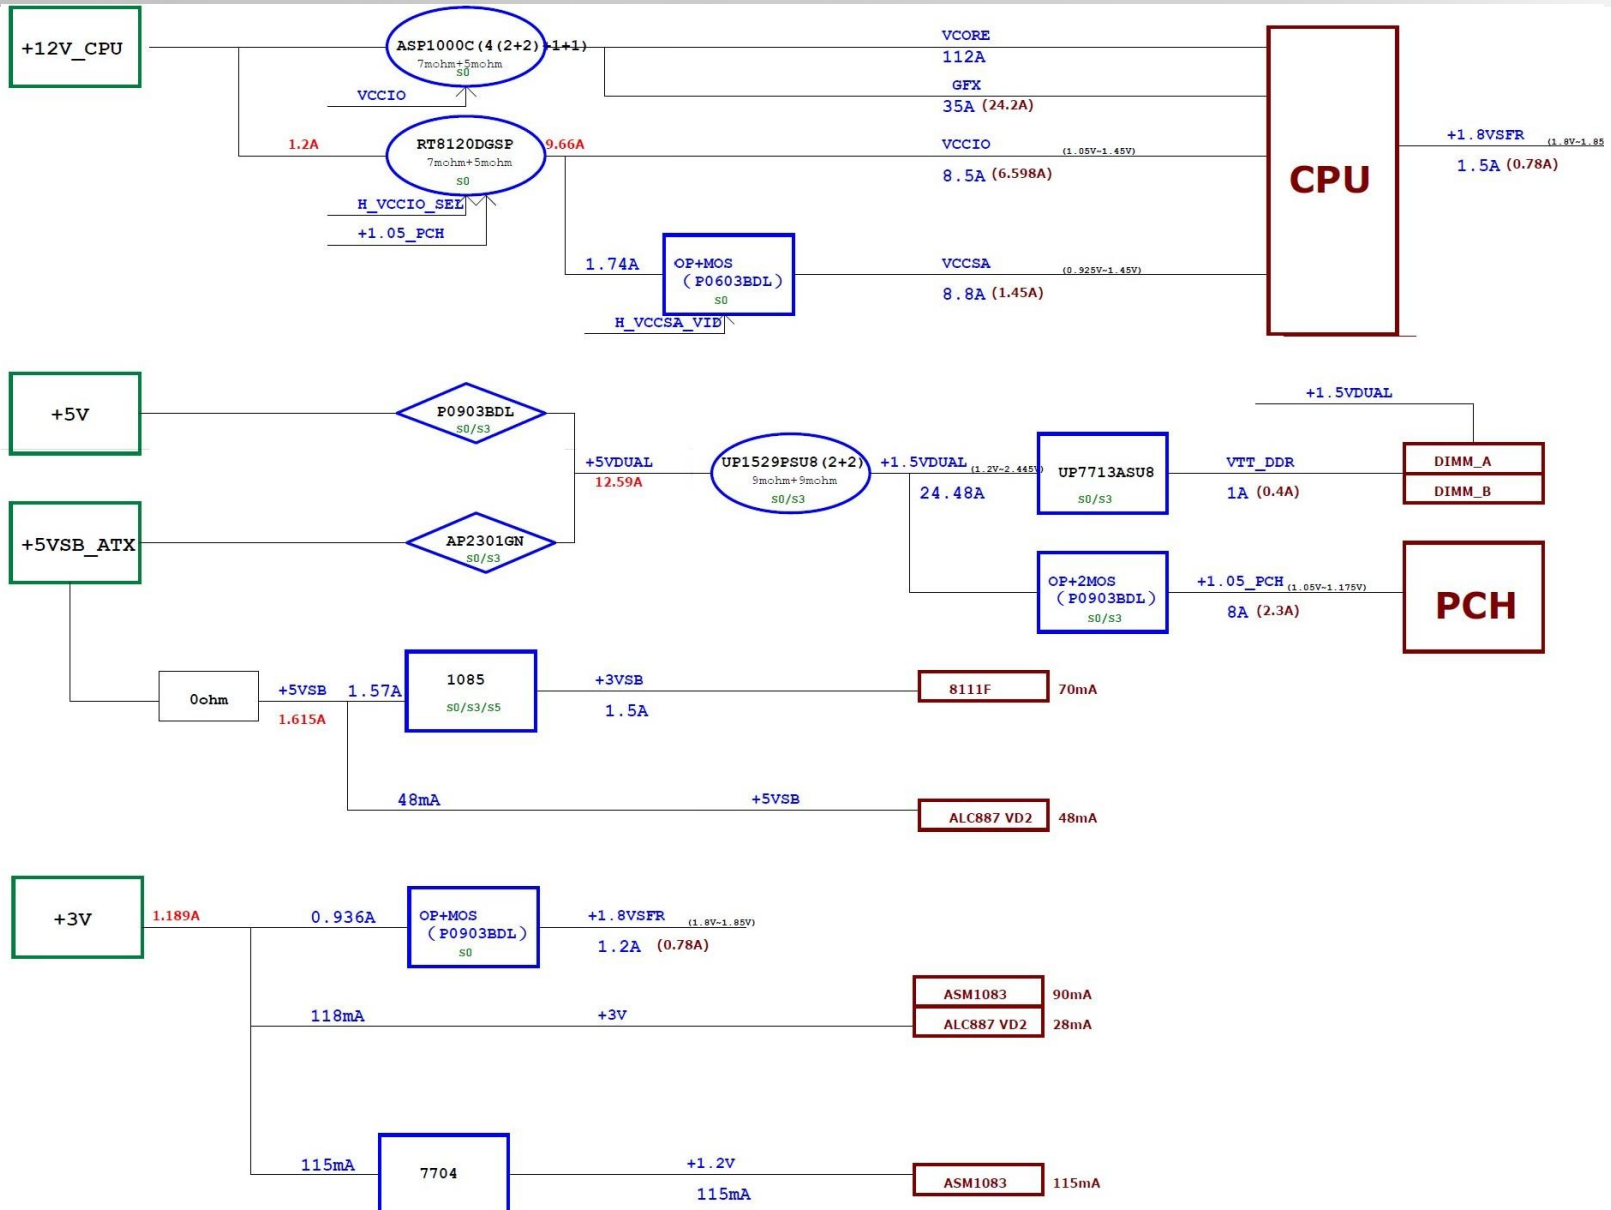 +12V_CPU
ASP1000C(4(2+2)+1+1)
7mohm+5mohm
S0
VCCIO
VCORE
112A
GFX
35A (24.2A)
1.2A
RT8120DGSP
7mohm+5mohm
S0
9.66A
VCCIO
(1.05V~1.45V)
8.5A (6.598A)
H_VCCIO_SEL
+1.05_PCH
CPU
+1.8VSFR
(1.8V~1.85
1.5A (0.78A)
1.74A
OP+MOS
(P0603BDL)
S0
H_VCCSA_VID
VCCSA
(0.925V~1.45V)
8.8A (1.45A)
+5V
P0903BDL
S0/S3
+5VDUAL
12.59A
UP1529PSU8(2+2)
9mohm+9mohm
S0/S3
+1.5VDUAL (1.2V~2.445V)
24.48A
UP7713ASU8
S0/S3
VTT_DDR
1A (0.4A)
+1.5VDUAL
DIMM_A
DIMM_B
+5VSB_ATX
AP2301GN
S0/S3
OP+2MOS
(P0903BDL)
S0/S3
+1.05_PCH (1.05V~1.175V)
8A (2.3A)
PCH
0ohm
+5VSB
1.615A
1.57A
1085
S0/S3/S5
+3VSB
1.5A
8111F
70mA
48mA
+5VSB
ALC887 VD2
48mA
+3V
1.189A
0.936A
OP+MOS
(P0903BDL)
S0
+1.8VSFR
(1.8V~1.85V)
1.2A (0.78A)
118mA
+3V
ASM1083
90mA
ALC887 VD2
28mA
115mA
7704
+1.2V
115mA
ASM1083
115mA